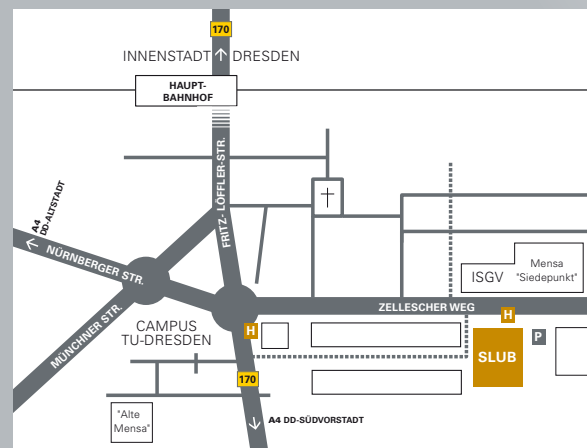 170
INNENSTADT DRESDEN
HAUPT-
BAHNHOF
FRITZ- LÖFFLER-STR.
A4
DD-ALTSTADT
NÜRNBERGER STR.
MÜNCHNER STR.
ISGV
Mensa
"Siedepunkt"
ZELLESCHER WEG
H
CAMPUS
TU-DRESDEN
H
P
SLUB
170
"Alte
Mensa"
A4 DD-SÜDVORSTADT